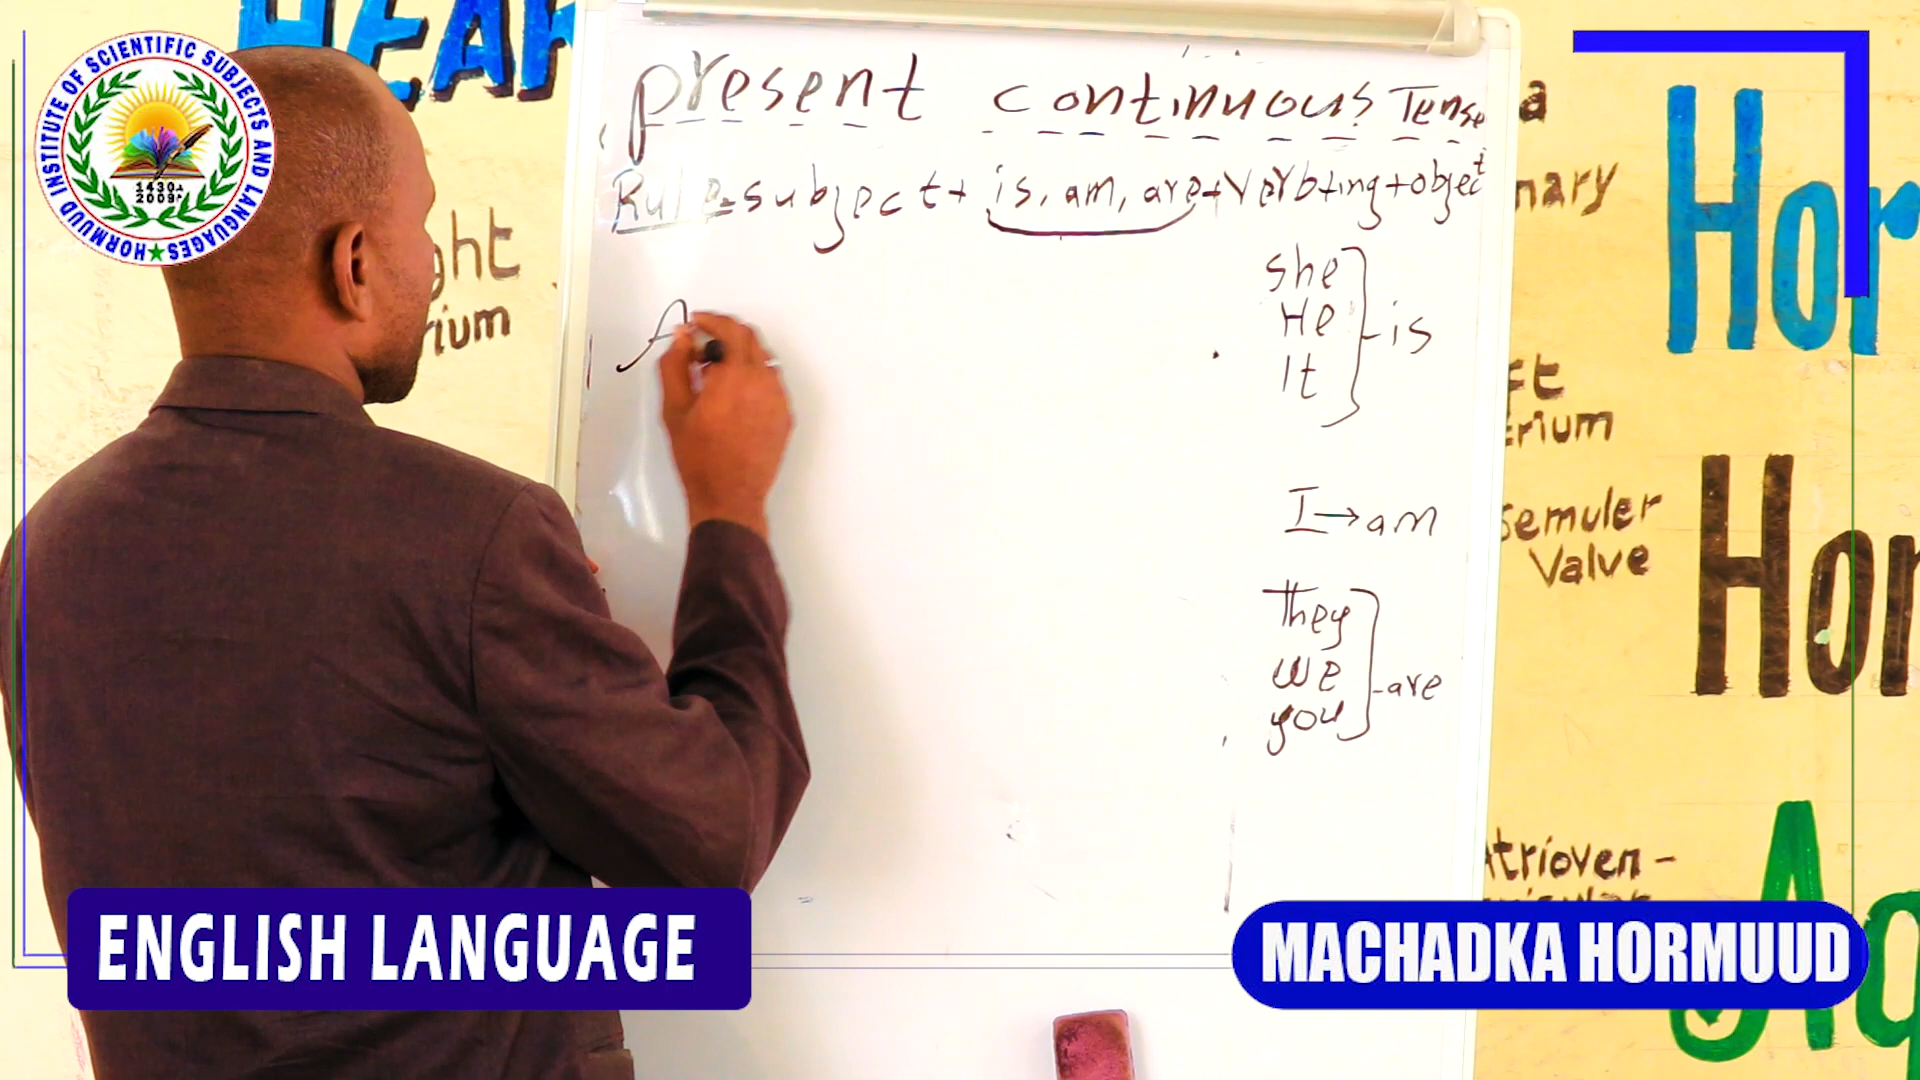 HORMUUD INSTITUTE OF SCIENTIFIC SUBJECTS AND LANGUAGES
1430
2009
HEAR
present continuous Tense
Rule = subject + is, am, are + Verb + ing + object
A
she
He
It
is
I → am
They
we
you
are
ght
rium
a
nary
ft
rium
Semuler
Valve
Atrioven-
Hor
Hor
Aq
ENGLISH LANGUAGE
MACHADKA HORMUUD